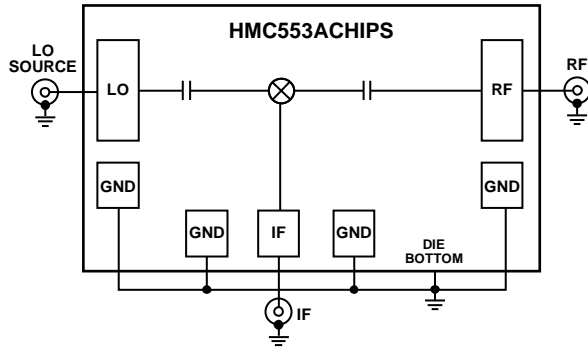 HMC553ACHIPS
LO
SOURCE
RF
LO
RF
GND
GND
GND
IF
GND
DIE
BOTTOM
IF